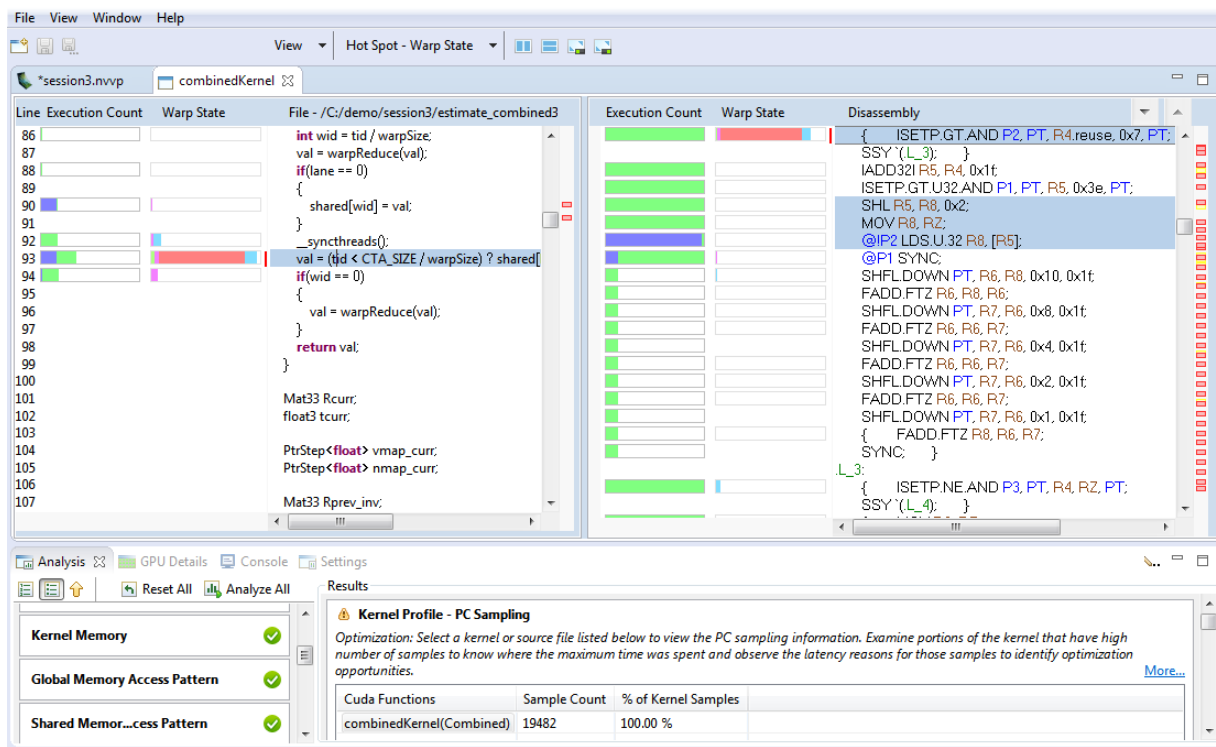 File View Window Help
View Hot Spot - Warp State
*session3.nvvp combinedKernel
Line Execution Count Warp State File - /C:/demo/session3/estimate_combined3
86 int wid = tid / warpSize;
87 val = warpReduce(val);
88 if(lane == 0)
89 {
90 shared[wid] = val;
91 }
92 __syncthreads();
93 val = (tid < CTA_SIZE / warpSize) ? shared[
94 if(wid == 0)
95 {
96 val = warpReduce(val);
97 }
98 return val;
99 }
100
101 Mat33 Rcurr;
102 float3 tcurr;
103
104 PtrStep<float> vmap_curr;
105 PtrStep<float> nmap_curr;
106
107 Mat33 Rprev_inv;
Execution Count Warp State Disassembly
{ ISETP.GT.AND P2, PT, R4.reuse, 0x7, PT;
SSY `(.L_3); }
IADD32I R5, R4, 0x1f;
ISETP.GT.U32.AND P1, PT, R5, 0x3e, PT;
SHL R5, R8, 0x2;
MOV R8, RZ;
@!P2 LDS.U.32 R8, [R5];
@P1 SYNC;
SHFL.DOWN PT, R6, R8, 0x10, 0x1f;
FADD.FTZ R6, R8, R6;
SHFL.DOWN PT, R7, R6, 0x8, 0x1f;
FADD.FTZ R6, R6, R7;
SHFL.DOWN PT, R7, R6, 0x4, 0x1f;
FADD.FTZ R6, R6, R7;
SHFL.DOWN PT, R7, R6, 0x2, 0x1f;
FADD.FTZ R6, R6, R7;
SHFL.DOWN PT, R7, R6, 0x1, 0x1f;
{ FADD.FTZ R8, R6, R7;
SYNC; }
.L_3:
{ ISETP.NE.AND P3, PT, R4, RZ, PT;
SSY `(.L_4); }
Analysis GPU Details Console Settings
Reset All Analyze All
Kernel Memory
Global Memory Access Pattern
Shared Memor...cess Pattern
Results
Kernel Profile - PC Sampling
Optimization: Select a kernel or source file listed below to view the PC sampling information. Examine portions of the kernel that have high
number of samples to know where the maximum time was spent and observe the latency reasons for those samples to identify optimization
opportunities. More...
Cuda Functions Sample Count % of Kernel Samples
combinedKernel(Combined) 19482 100.00 %